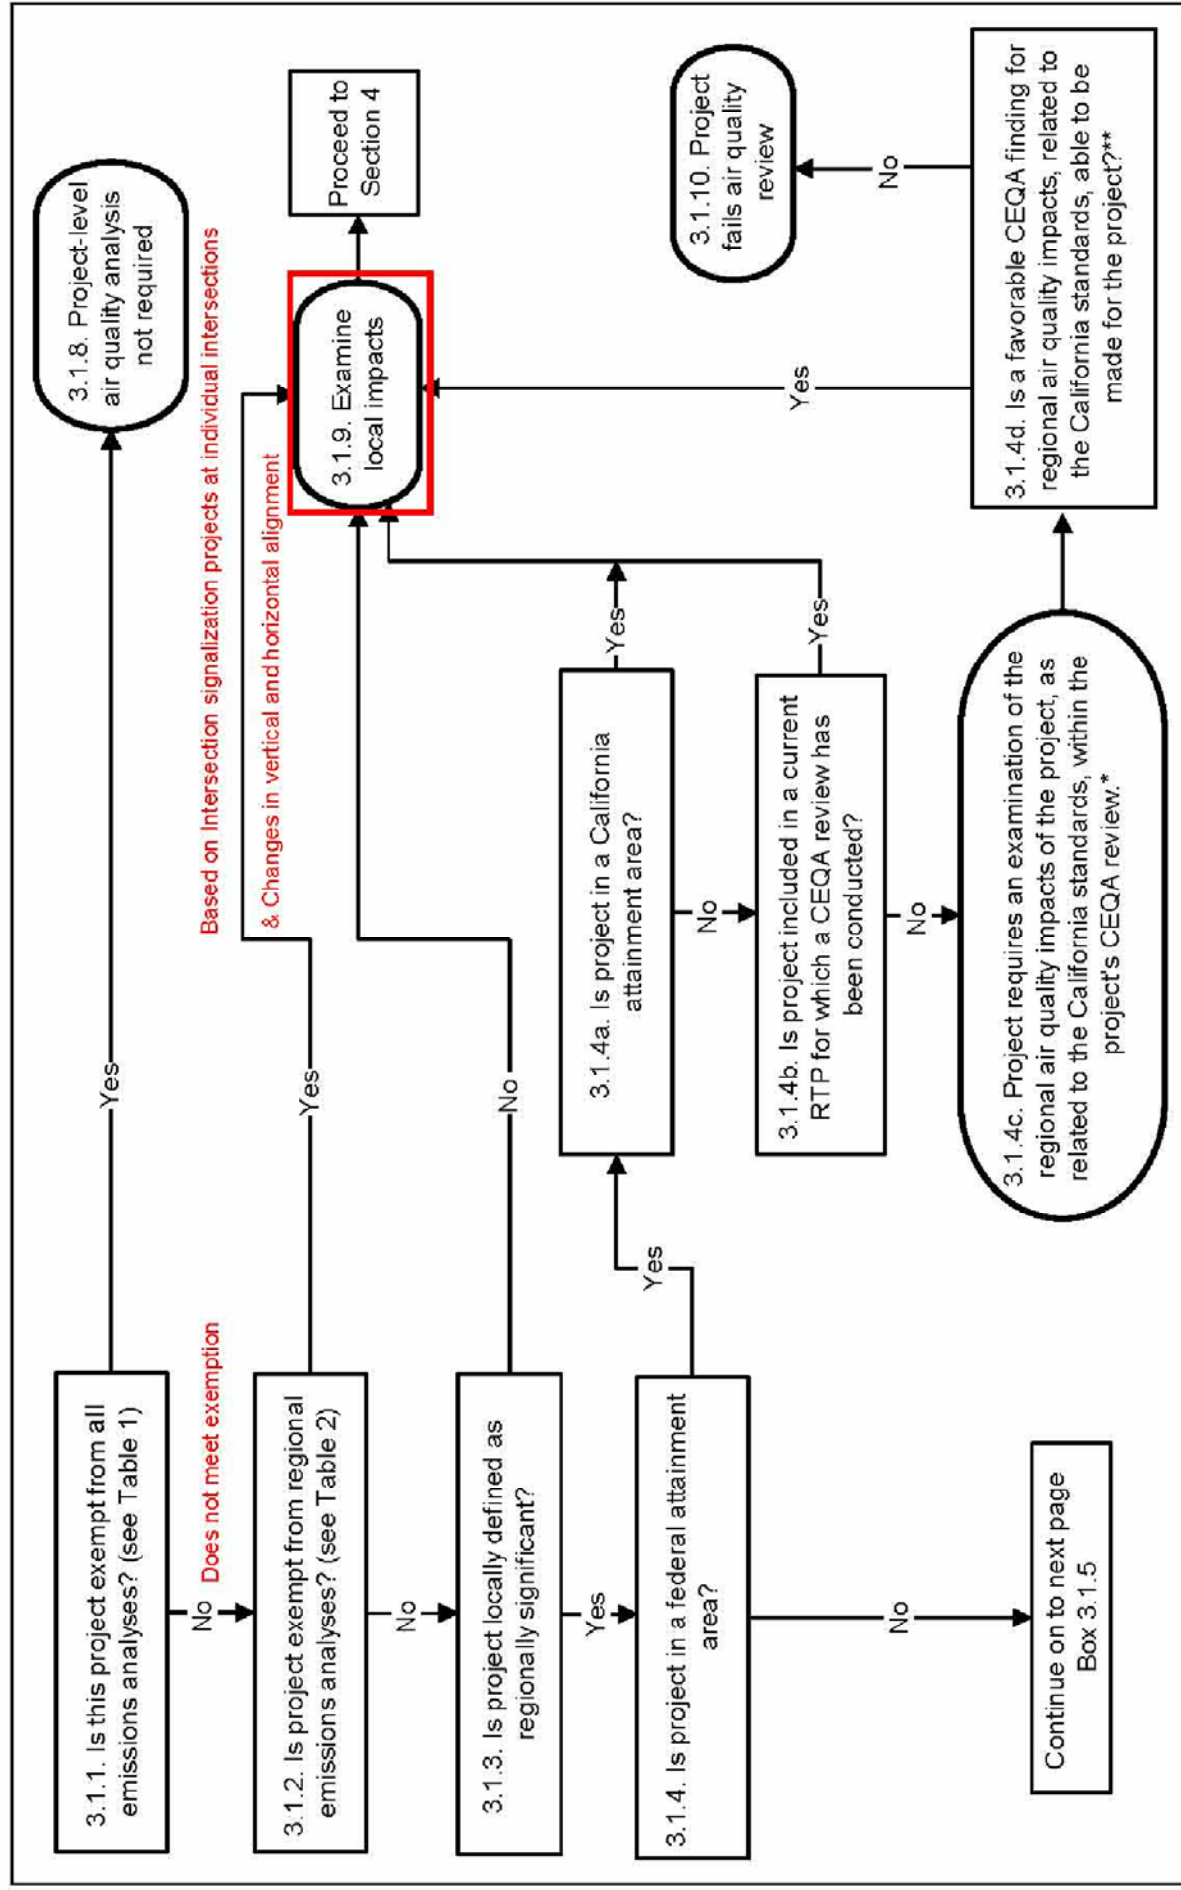 3.1.1. Is this project exempt from all
emissions analyses? (see Table 1)
Yes
3.1.8. Project-level
air quality analysis
not required
No
Does not meet exemption
3.1.2. Is project exempt from regional
emissions analyses? (see Table 2)
Yes
Based on Intersection signalization projects at individual intersections
& Changes in vertical and horizontal alignment
No
3.1.3. Is project locally defined as
regionally significant?
No
3.1.9. Examine
local impacts
Proceed to
Section 4
Yes
3.1.4. Is project in a federal attainment
area?
Yes
3.1.4a. Is project in a California
attainment area?
Yes
No
3.1.4b. Is project included in a current
RTP for which a CEQA review has
been conducted?
Yes
No
3.1.4c. Project requires an examination of the
regional air quality impacts of the project, as
related to the California standards, within the
project's CEQA review.*
3.1.4d. Is a favorable CEQA finding for
regional air quality impacts, related to
the California standards, able to be
made for the project?**
Yes
No
3.1.10. Project
fails air quality
review
No
Continue on to next page
Box 3.1.5